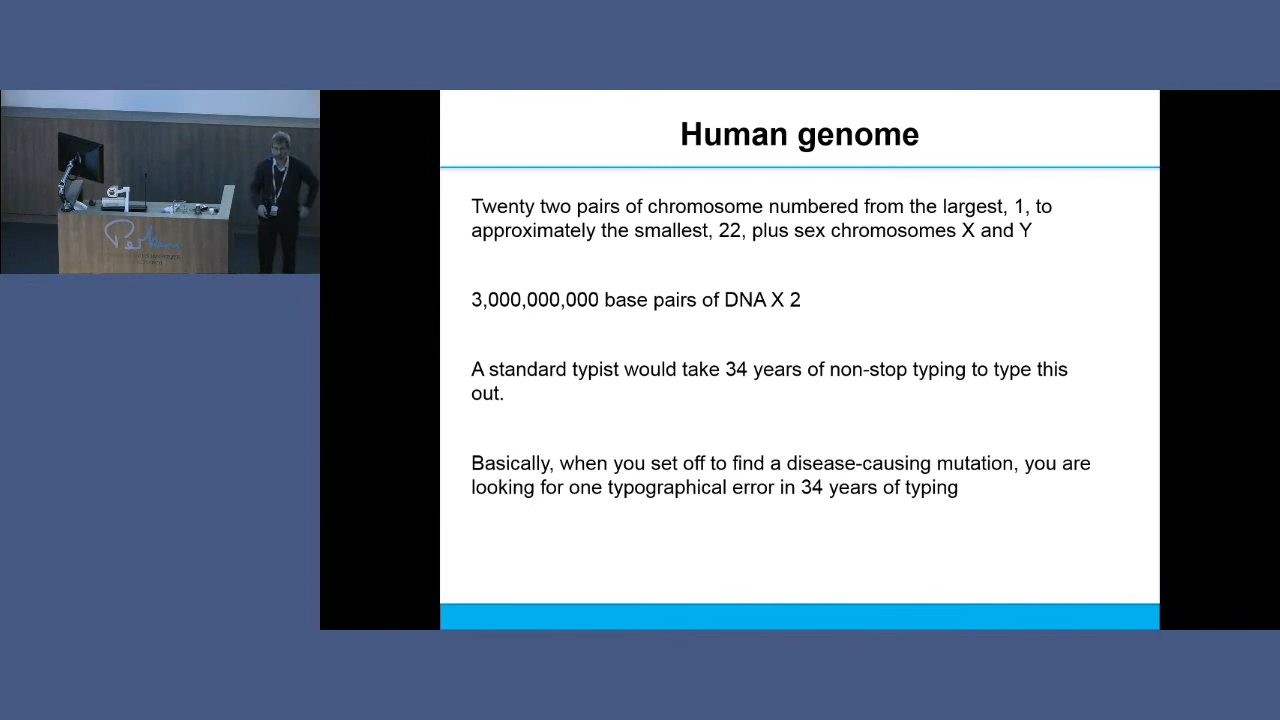 Human genome
Twenty two pairs of chromosome numbered from the largest, 1, to
approximately the smallest, 22, plus sex chromosomes X and Y
3,000,000,000 base pairs of DNA X 2
A standard typist would take 34 years of non-stop typing to type this
out.
Basically, when you set off to find a disease-causing mutation, you are
looking for one typographical error in 34 years of typing
Perkins